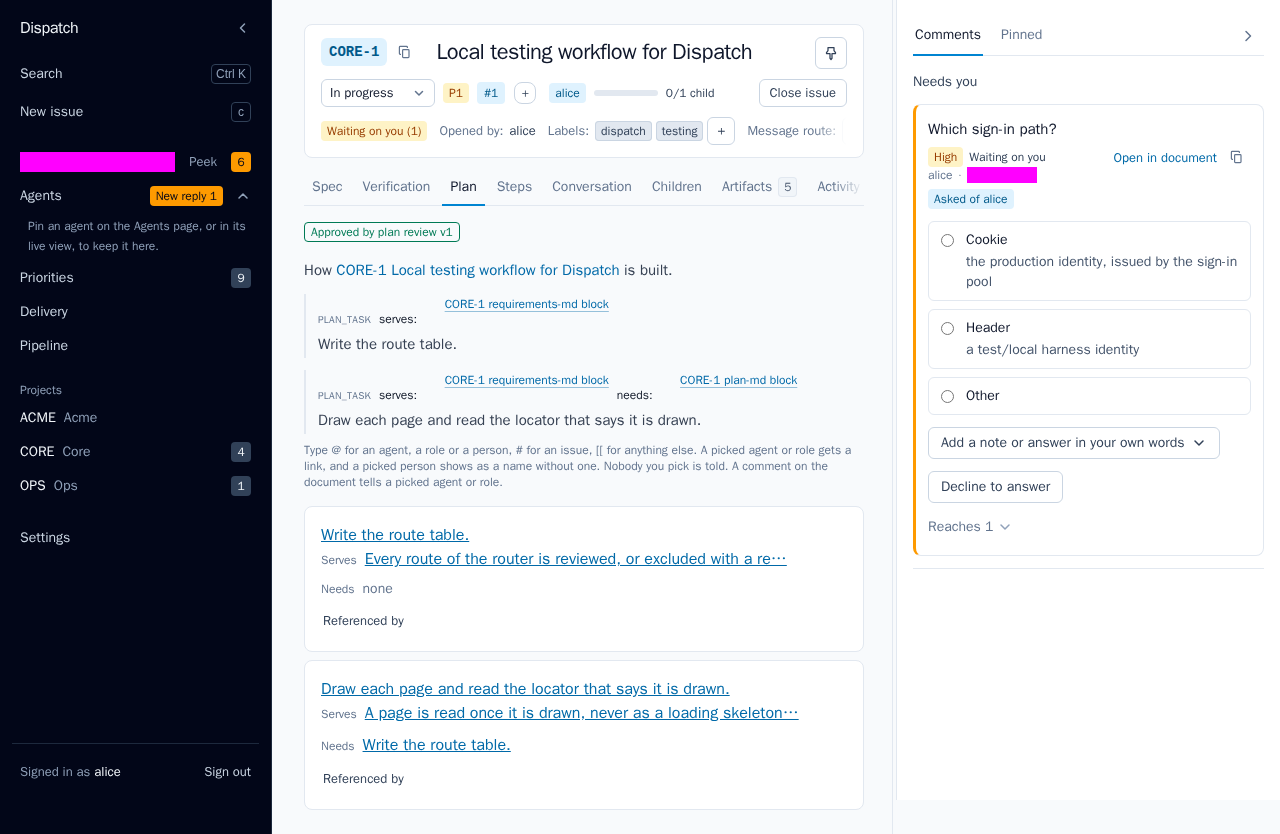 Dispatch
Search
Ctrl K
New issue
c
Peek
6
Agents
New reply 1
Pin an agent on the Agents page, or in its
live view, to keep it here.
Priorities
9
Delivery
Pipeline
Projects
ACME Acme
CORE Core
4
OPS Ops
1
Settings
Signed in as alice
Sign out
CORE-1
Local testing workflow for Dispatch
In progress
P1
#1
+
alice
0/1 child
Close issue
Waiting on you (1)
Opened by: alice
Labels:
dispatch
testing
+
Message route:
Spec
Verification
Plan
Steps
Conversation
Children
Artifacts
5
Activity
Approved by plan review v1
How CORE-1 Local testing workflow for Dispatch is built.
CORE-1 requirements-md block
PLAN_TASK serves:
Write the route table.
CORE-1 requirements-md block
CORE-1 plan-md block
PLAN_TASK serves:
needs:
Draw each page and read the locator that says it is drawn.
Type @ for an agent, a role or a person, # for an issue, [[ for anything else. A picked agent or role gets a
link, and a picked person shows as a name without one. Nobody you pick is told. A comment on the
document tells a picked agent or role.
Write the route table.
Serves Every route of the router is reviewed, or excluded with a re⋯
Needs none
Referenced by
Draw each page and read the locator that says it is drawn.
Serves A page is read once it is drawn, never as a loading skeleton⋯
Needs Write the route table.
Referenced by
Comments
Pinned
Needs you
Which sign-in path?
High
Waiting on you
Open in document
alice ·
Asked of alice
Cookie
the production identity, issued by the sign-in
pool
Header
a test/local harness identity
Other
Add a note or answer in your own words
Decline to answer
Reaches 1